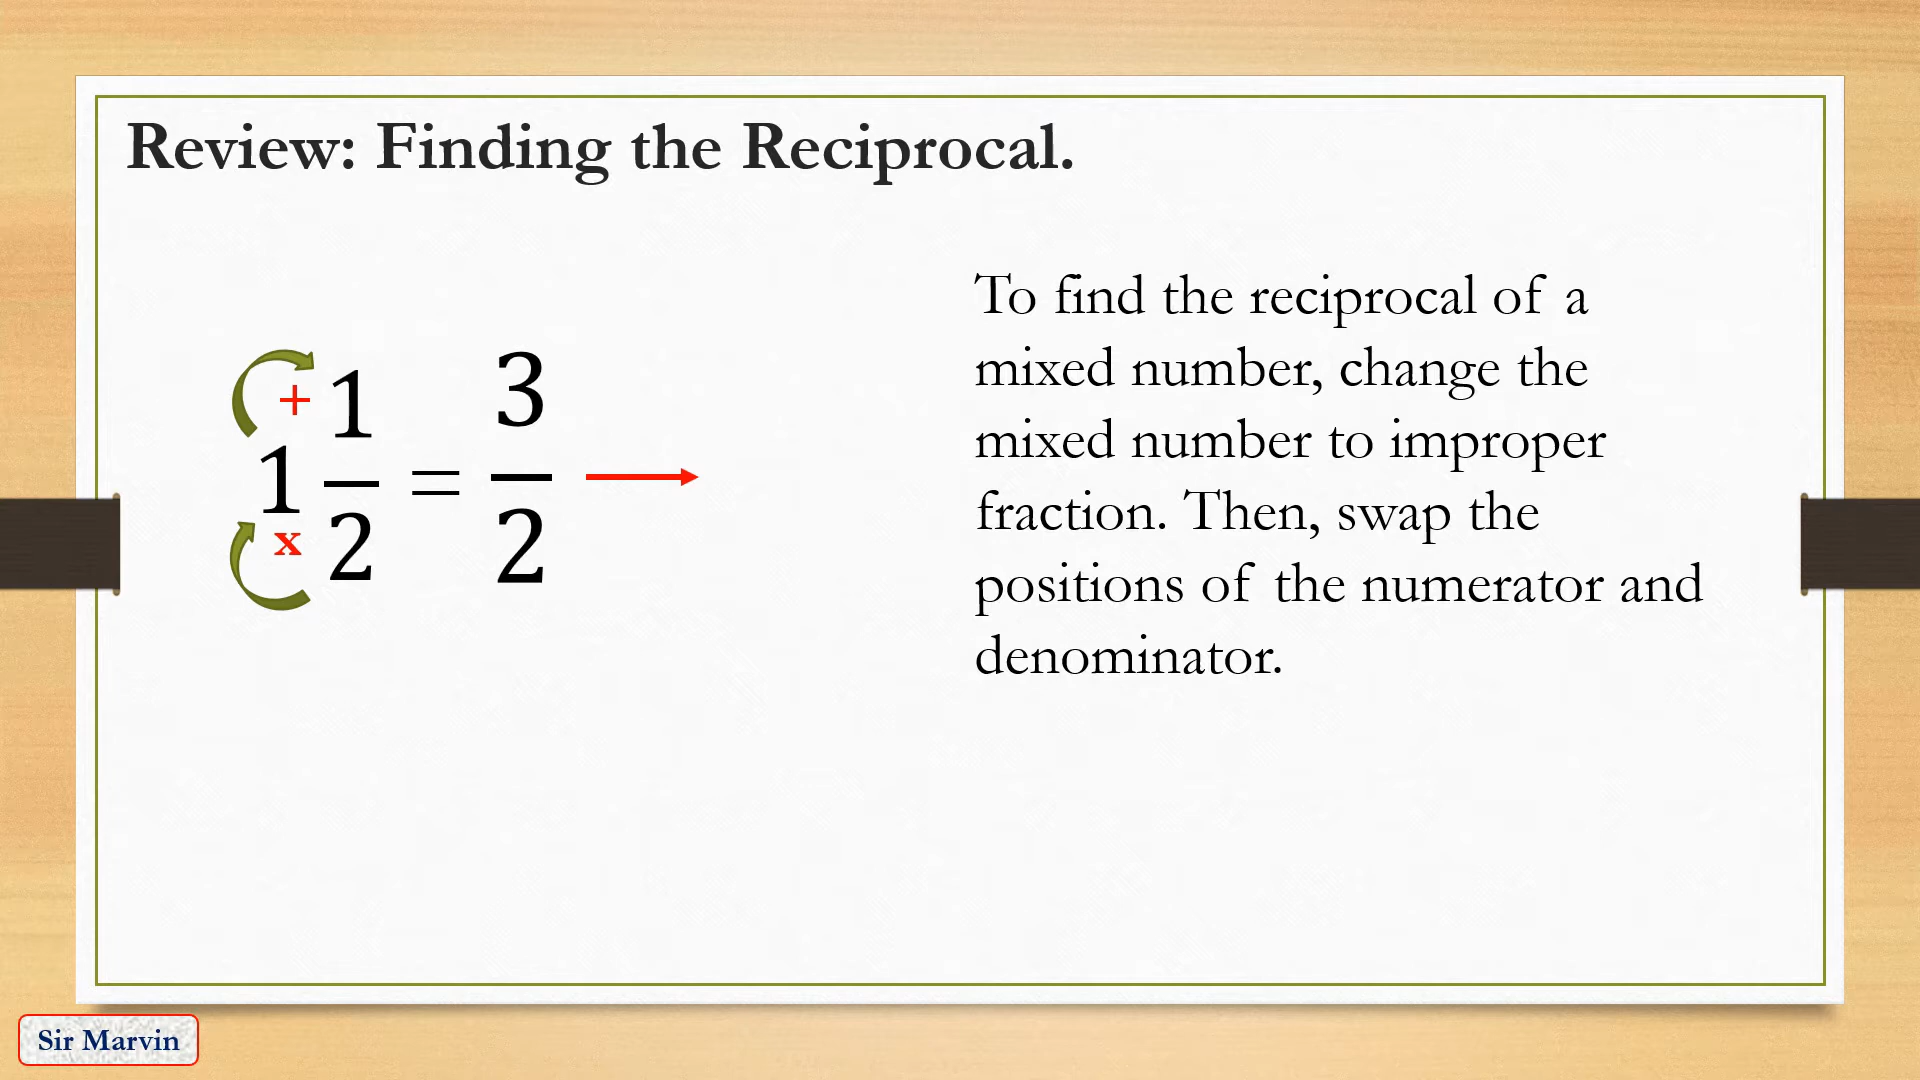 Review: Finding the Reciprocal.
+
1 1/2 = 3/2
x
To find the reciprocal of a
mixed number, change the
mixed number to improper
fraction. Then, swap the
positions of the numerator and
denominator.
Sir Marvin